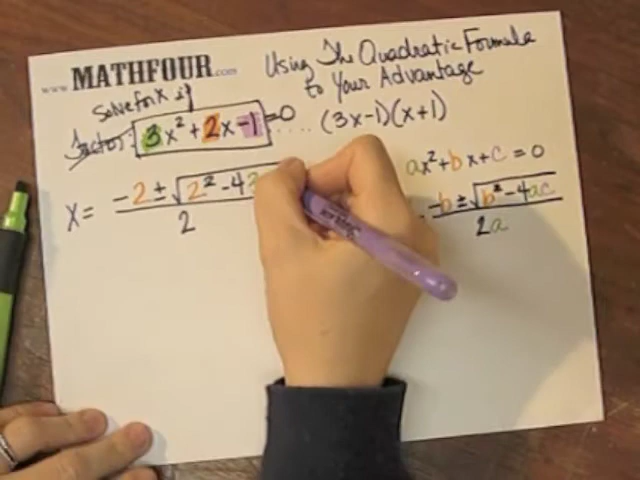 www.MATHFOUR.com
Using The Quadratic Formula
to Your Advantage
Solve for x if
Factor: 3x² + 2x -1 = 0 .... (3x-1)(x+1)
ax² + bx + c = 0
x = -2 ± √2² - 4
2
-b ± √b² - 4ac
2a